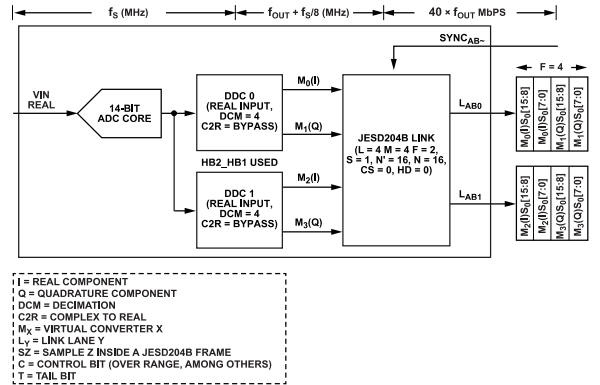 fS (MHz)
fOUT + fS/8 (MHz)
40 × fOUT MbPS
SYNCAB~
VIN
REAL
14-BIT
ADC CORE
DDC 0
(REAL INPUT,
DCM = 4
C2R = BYPASS)
HB2_HB1 USED
DDC 1
(REAL INPUT,
DCM = 4
C2R = BYPASS)
M0(I)
M1(Q)
M2(I)
M3(Q)
JESD204B LINK
(L = 4 M = 4 F = 2,
S = 1, N' = 16, N = 16,
CS = 0, HD = 0)
LAB0
LAB1
F = 4
M0(I)S0[15:8]
M0(I)S0[7:0]
M1(Q)S0[15:8]
M1(Q)S0[7:0]
M2(I)S0[15:8]
M2(I)S0[7:0]
M3(Q)S0[15:8]
M3(Q)S0[7:0]
I = REAL COMPONENT
Q = QUADRATURE COMPONENT
DCM = DECIMATION
C2R = COMPLEX TO REAL
MX = VIRTUAL CONVERTER X
LY = LINK LANE Y
SZ = SAMPLE Z INSIDE A JESD204B FRAME
C = CONTROL BIT (OVER RANGE, AMONG OTHERS)
T = TAIL BIT